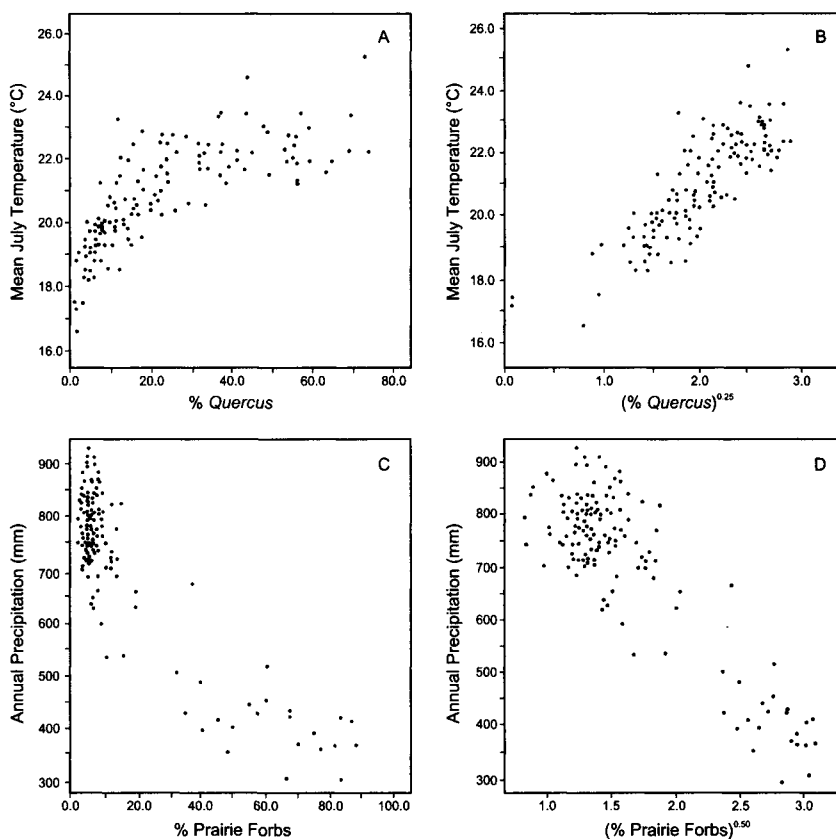 A
Mean July Temperature (°C)
26.0
24.0
22.0
20.0
18.0
16.0
0.0 20.0 40.0 60.0 80.0
% Quercus
B
Mean July Temperature (°C)
26.0
24.0
22.0
20.0
18.0
16.0
0.0 1.0 2.0 3.0
(% Quercus)^0.25
C
Annual Precipitation (mm)
900
800
700
600
500
400
300
0.0 20.0 40.0 60.0 80.0 100.0
% Prairie Forbs
D
Annual Precipitation (mm)
900
800
700
600
500
400
300
1.0 1.5 2.0 2.5 3.0
(% Prairie Forbs)^0.50